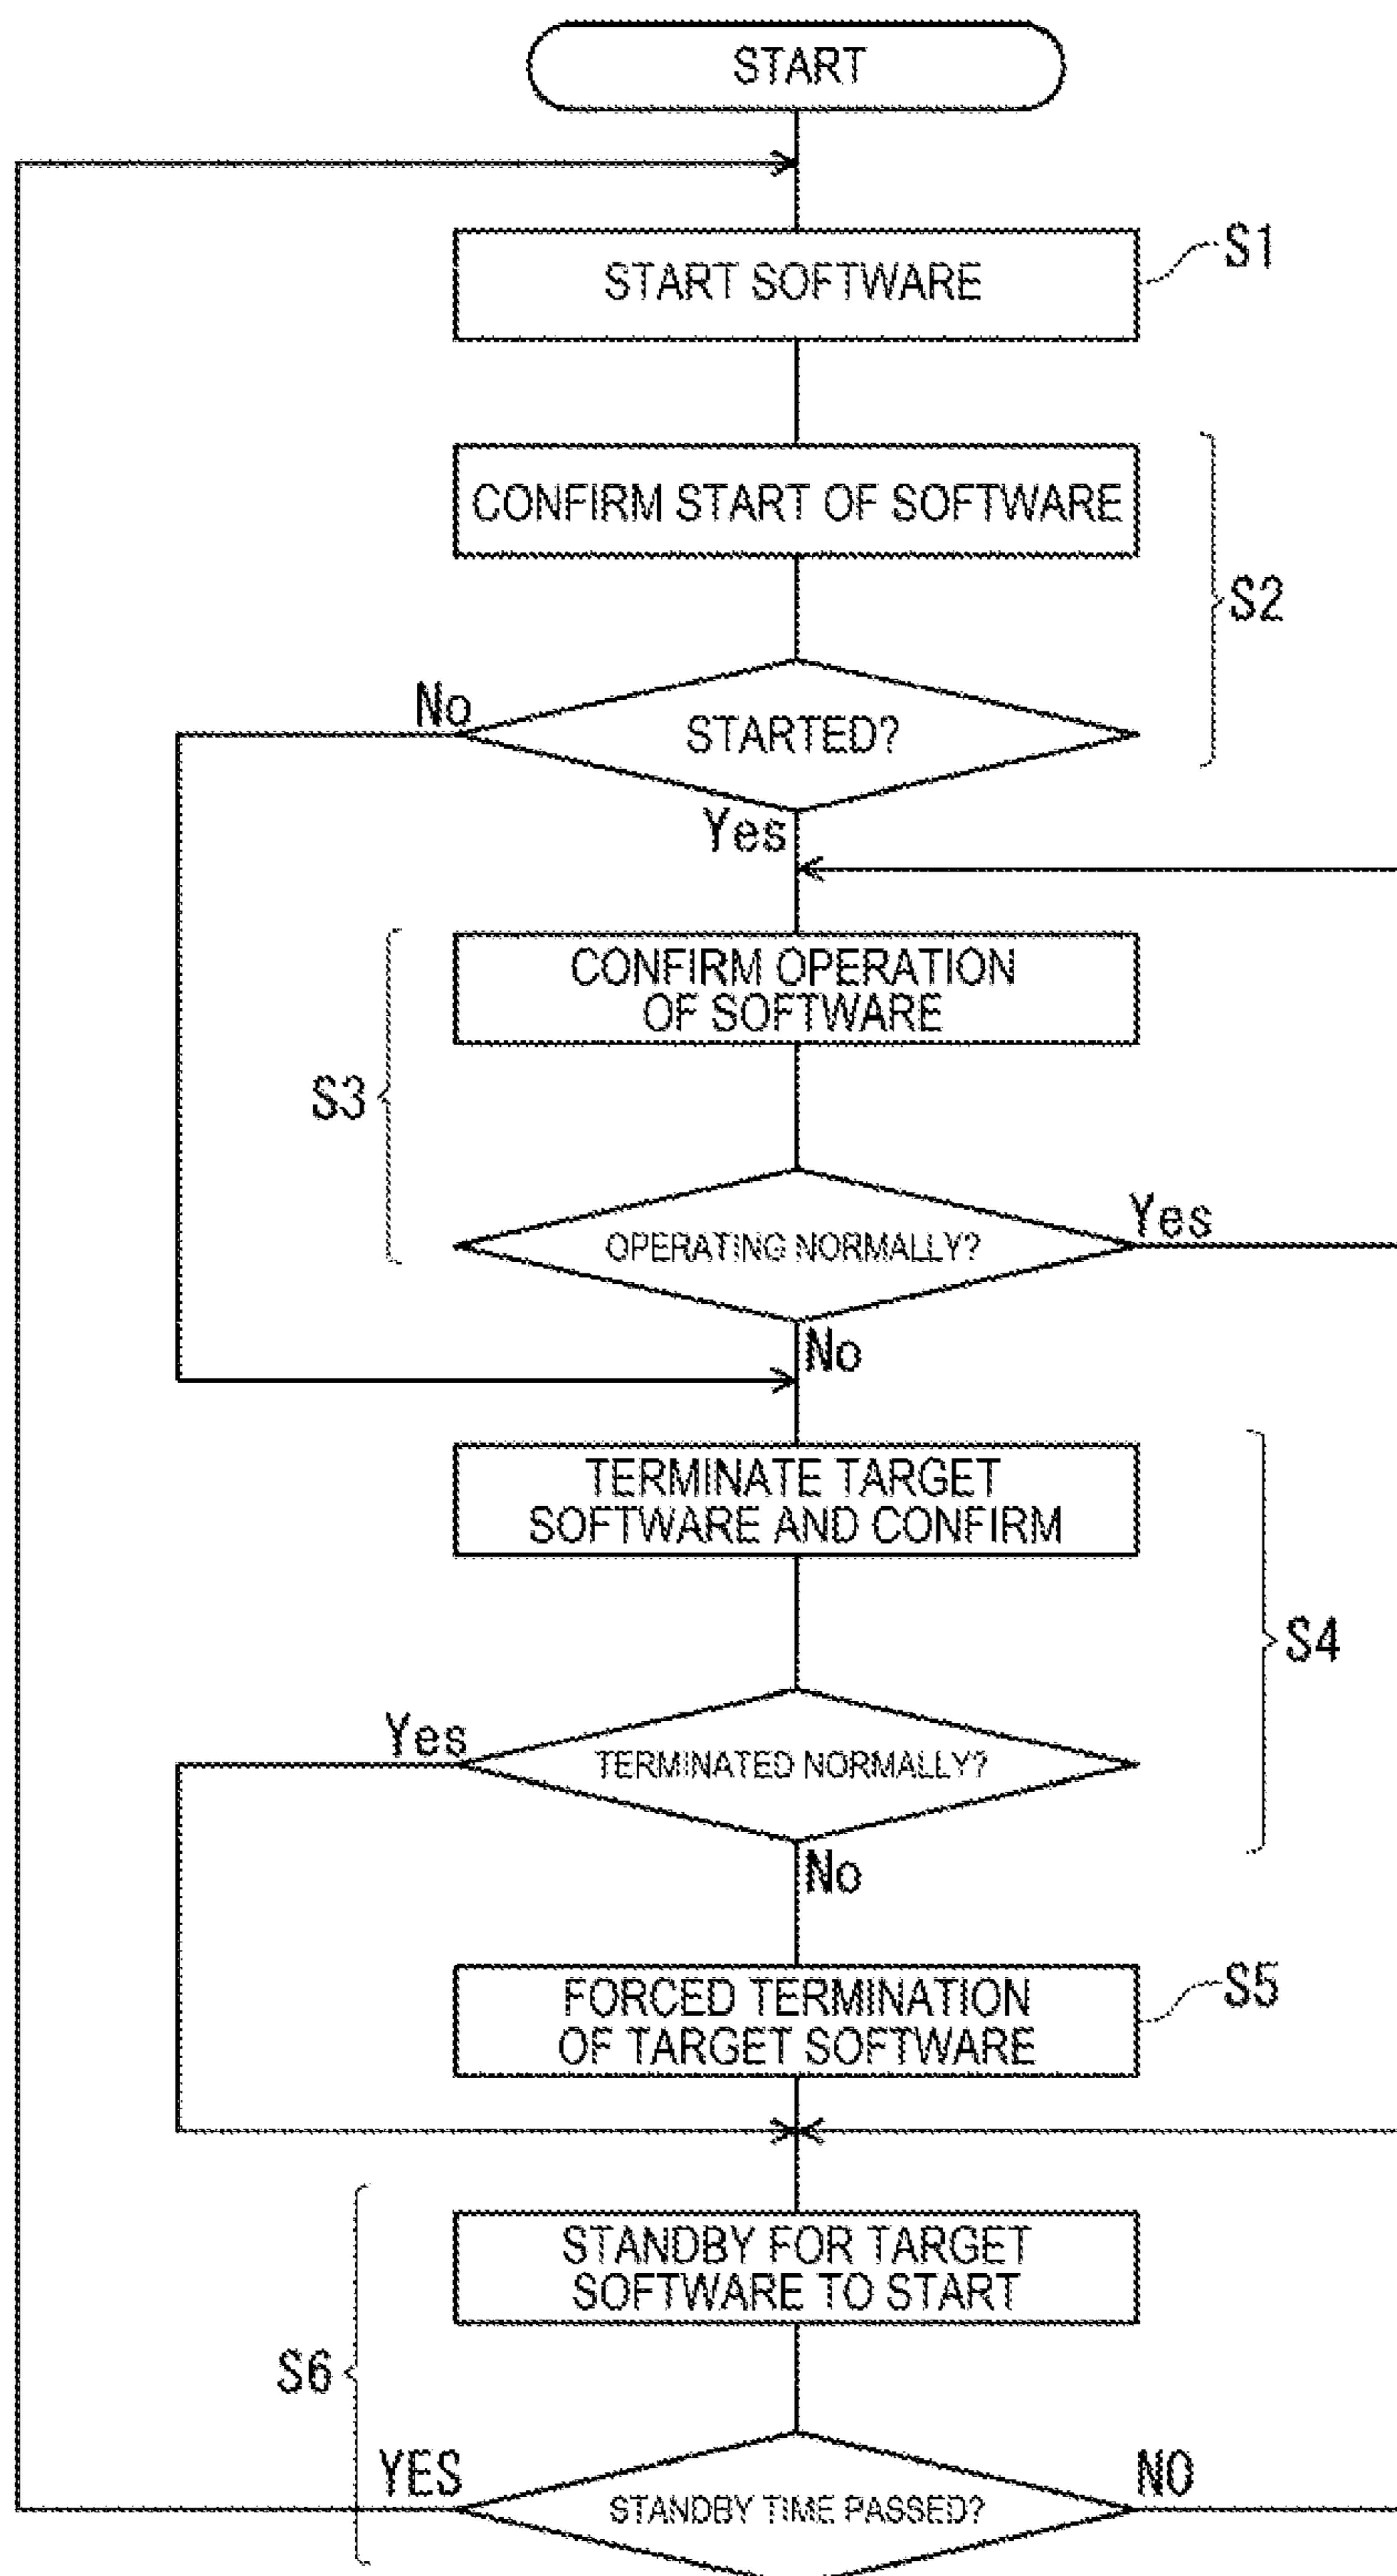 START
START SOFTWARE
S1
CONFIRM START OF SOFTWARE
S2
No
STARTED?
Yes
CONFIRM OPERATION
OF SOFTWARE
S3
Yes
OPERATING NORMALLY?
No
TERMINATE TARGET
SOFTWARE AND CONFIRM
S4
Yes
TERMINATED NORMALLY?
No
FORCED TERMINATION
OF TARGET SOFTWARE
S5
STANDBY FOR TARGET
SOFTWARE TO START
S6
YES
NO
STANDBY TIME PASSED?